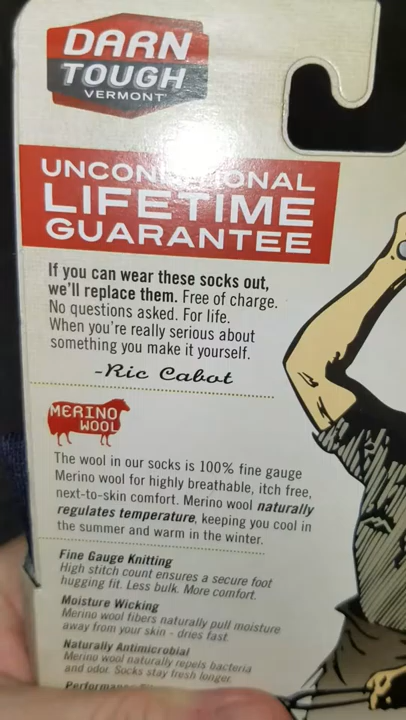 DARN
TOUGH
VERMONT
UNCONDITIONAL
LIFETIME
GUARANTEE
If you can wear these socks out,
we'll replace them. Free of charge.
No questions asked. For life.
When you're really serious about
something you make it yourself.
-Ric Cabot
MERINO
WOOL
The wool in our socks is 100% fine gauge
Merino wool for highly breathable, itch free,
next-to-skin comfort. Merino wool naturally
regulates temperature, keeping you cool in
the summer and warm in the winter.
Fine Gauge Knitting
High stitch count ensures a secure foot
hugging fit. Less bulk. More comfort.
Moisture Wicking
Merino wool fibers naturally pull moisture
away from your skin - dries fast.
Naturally Antimicrobial
Merino wool naturally repels bacteria
and odor. Socks stay fresh longer.
Performance